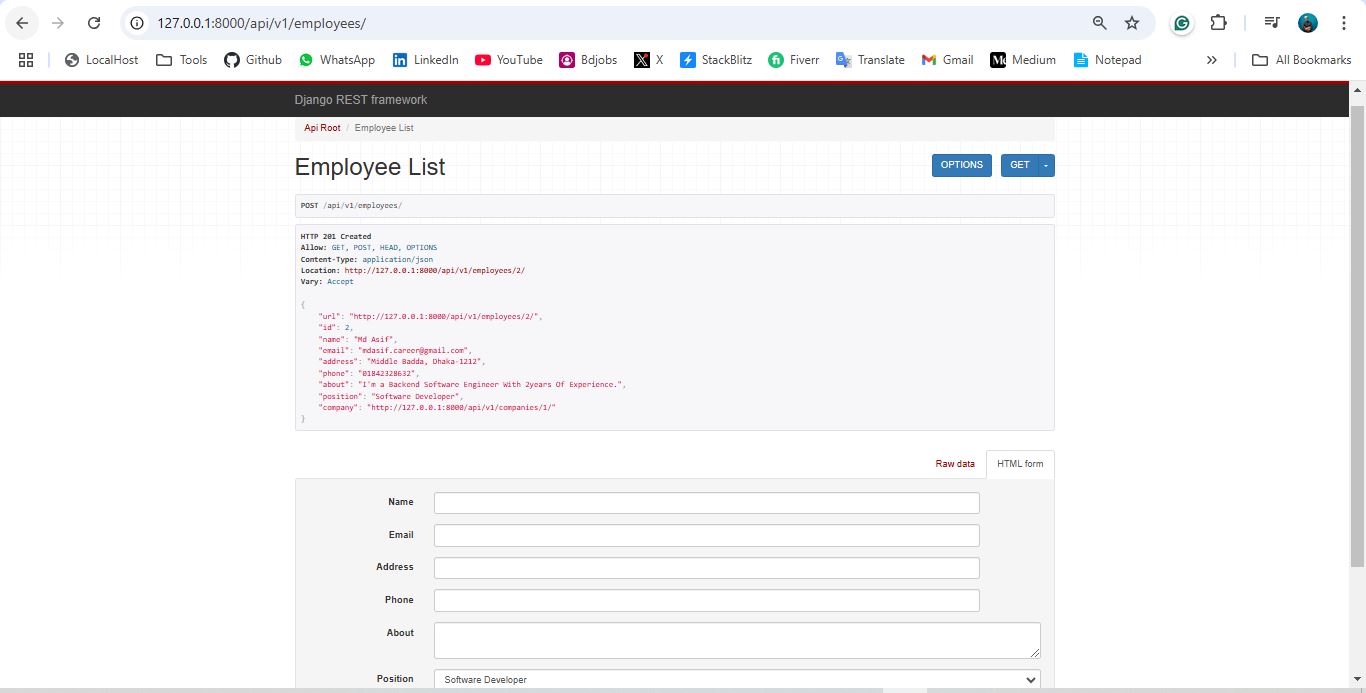 127.0.0.1:8000/api/v1/employees/
LocalHost Tools Github WhatsApp LinkedIn YouTube Bdjobs X StackBlitz Fiverr Translate Gmail Medium Notepad » All Bookmarks
Django REST framework
Api Root / Employee List
Employee List OPTIONS GET
POST /api/v1/employees/
HTTP 201 Created
Allow: GET, POST, HEAD, OPTIONS
Content-Type: application/json
Location: http://127.0.0.1:8000/api/v1/employees/2/
Vary: Accept
{
"url": "http://127.0.0.1:8000/api/v1/employees/2/",
"id": 2,
"name": "Md Asif",
"email": "mdasif.career@gmail.com",
"address": "Middle Badda, Dhaka-1212",
"phone": "01842328632",
"about": "I'm a Backend Software Engineer With 2years Of Experience.",
"position": "Software Developer",
"company": "http://127.0.0.1:8000/api/v1/companies/1/"
}
Raw data HTML form
Name
Email
Address
Phone
About
Position Software Developer